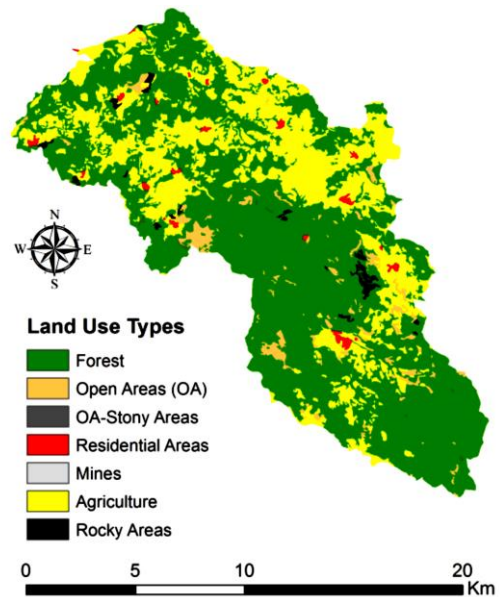 N
W E
S
Land Use Types
Forest
Open Areas (OA)
OA-Stony Areas
Residential Areas
Mines
Agriculture
Rocky Areas
0 5 10 20
Km